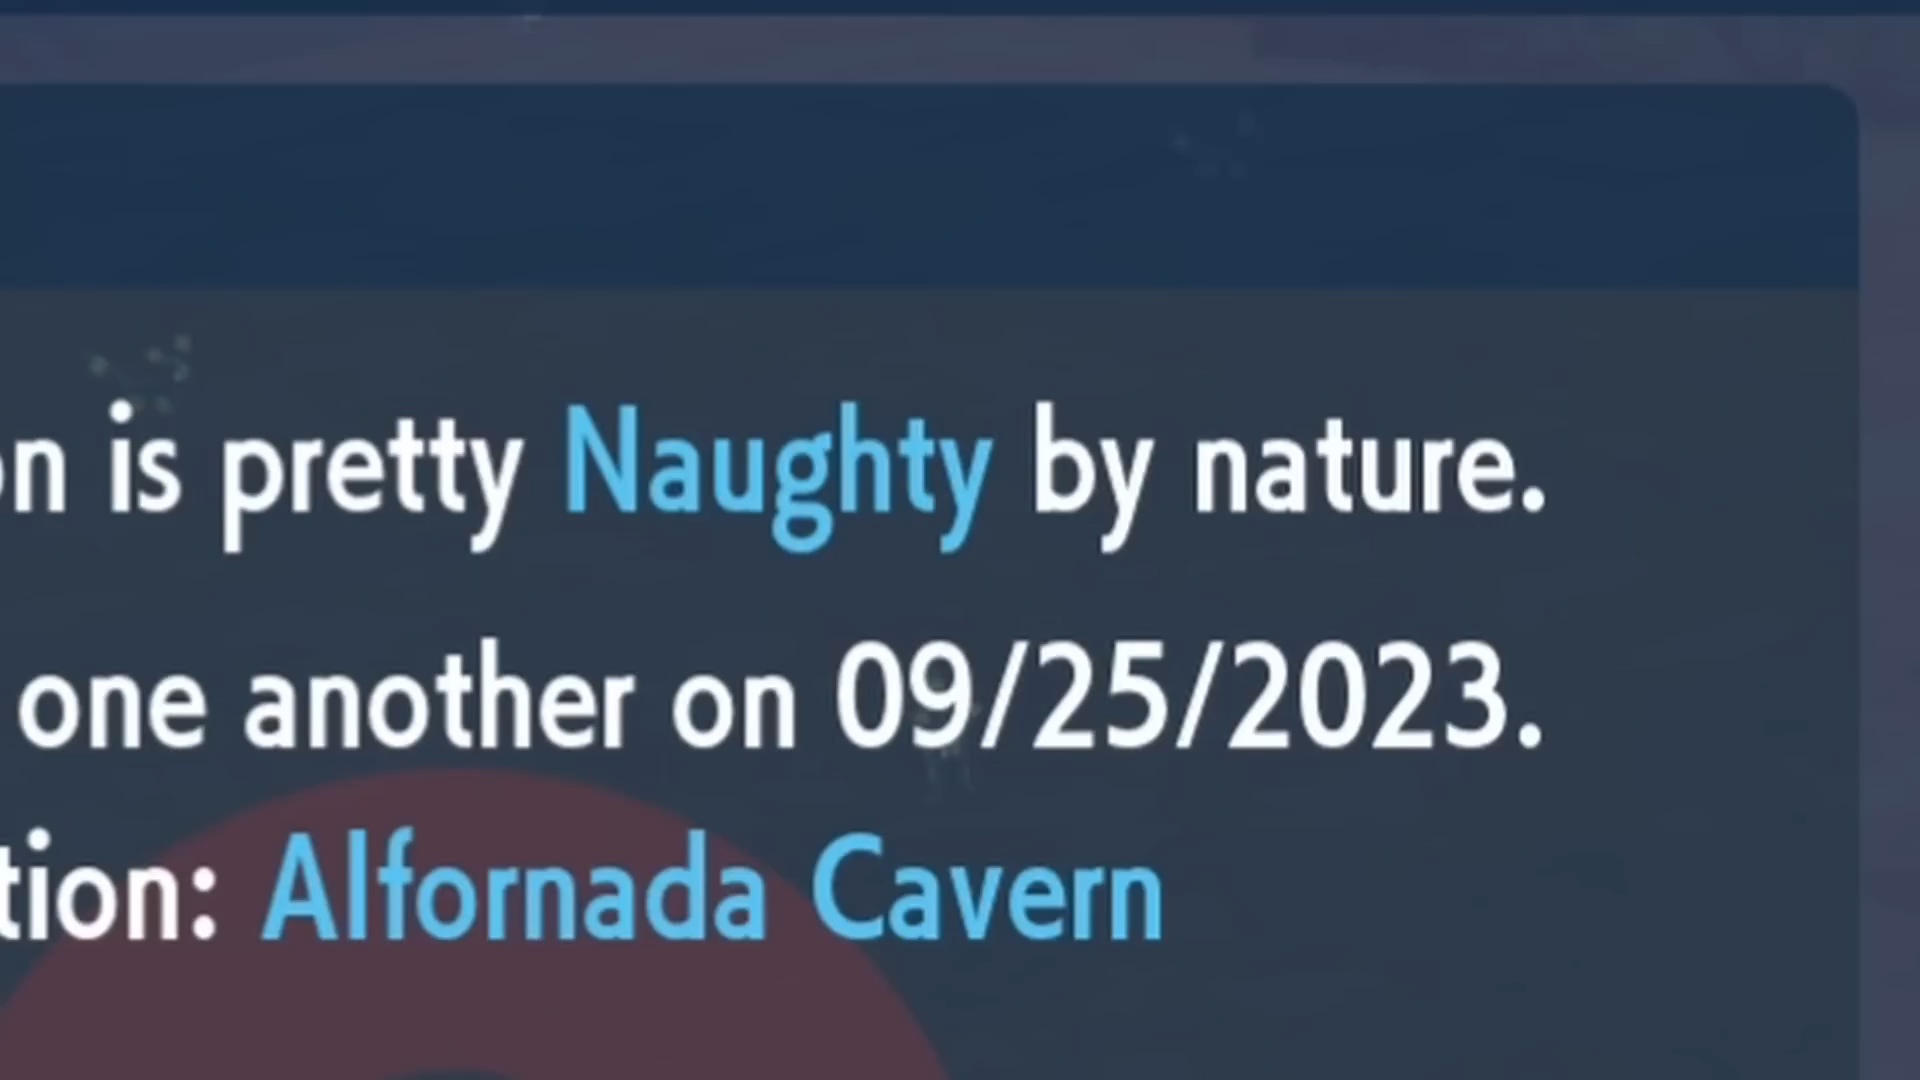 on is pretty Naughty by nature.
one another on 09/25/2023.
tion: Alfornada Cavern